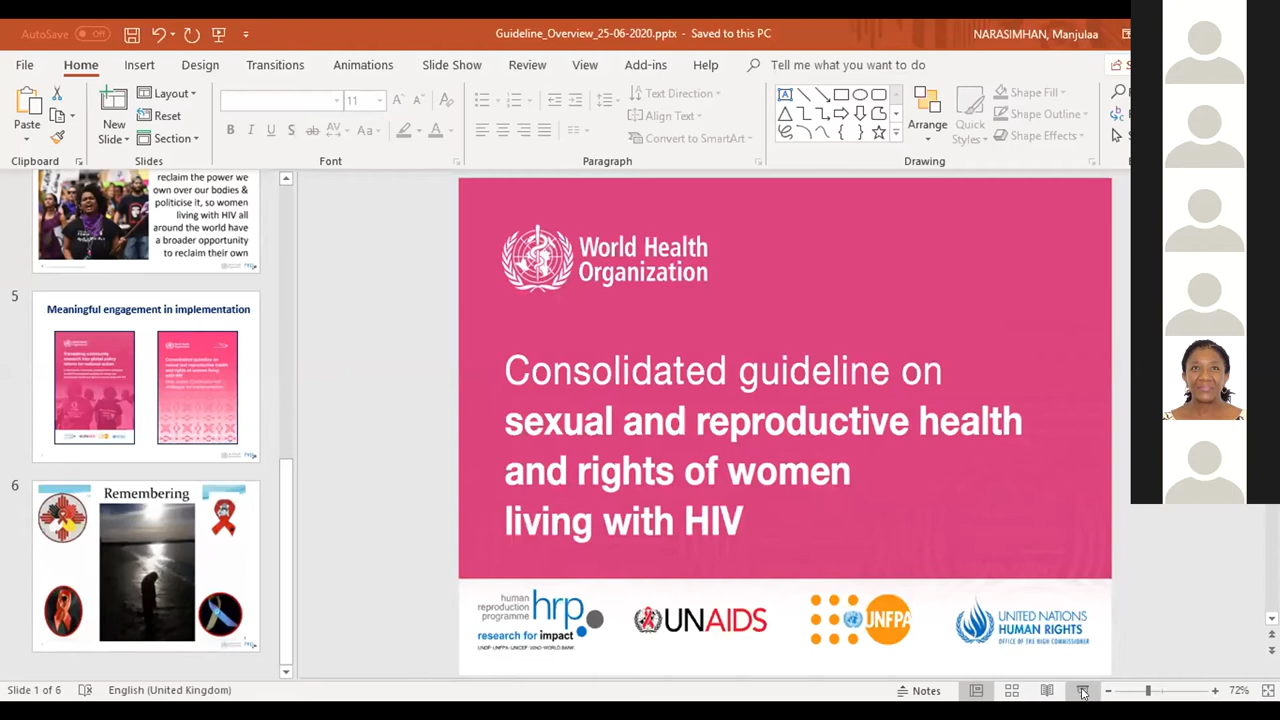 AutoSave Off
Guideline_Overview_25-06-2020.pptx - Saved to this PC
NARASIMHAN, Manjulaa
File Home Insert Design Transitions Animations Slide Show Review View Add-ins Help Tell me what you want to do
Paste
New
Slide
Layout
Reset
Section
11
Text Direction
Align Text
Convert to SmartArt
Arrange
Quick
Styles
Shape Fill
Shape Outline
Shape Effects
Clipboard
Slides
Font
Paragraph
Drawing
reclaim the power we
own over our bodies &
politicise it, so women
living with HIV all
around the world have
a broader opportunity
to reclaim their own
5
Meaningful engagement in implementation
6
Remembering
World Health
Organization
Consolidated guideline on
sexual and reproductive health
and rights of women
living with HIV
human
reproduction
programme
hrp
research for impact
UNDP·UNFPA·UNICEF·WHO·WORLD BANK
UNAIDS
UNFPA
UNITED NATIONS
HUMAN RIGHTS
OFFICE OF THE HIGH COMMISSIONER
Slide 1 of 6
English (United Kingdom)
Notes
72%